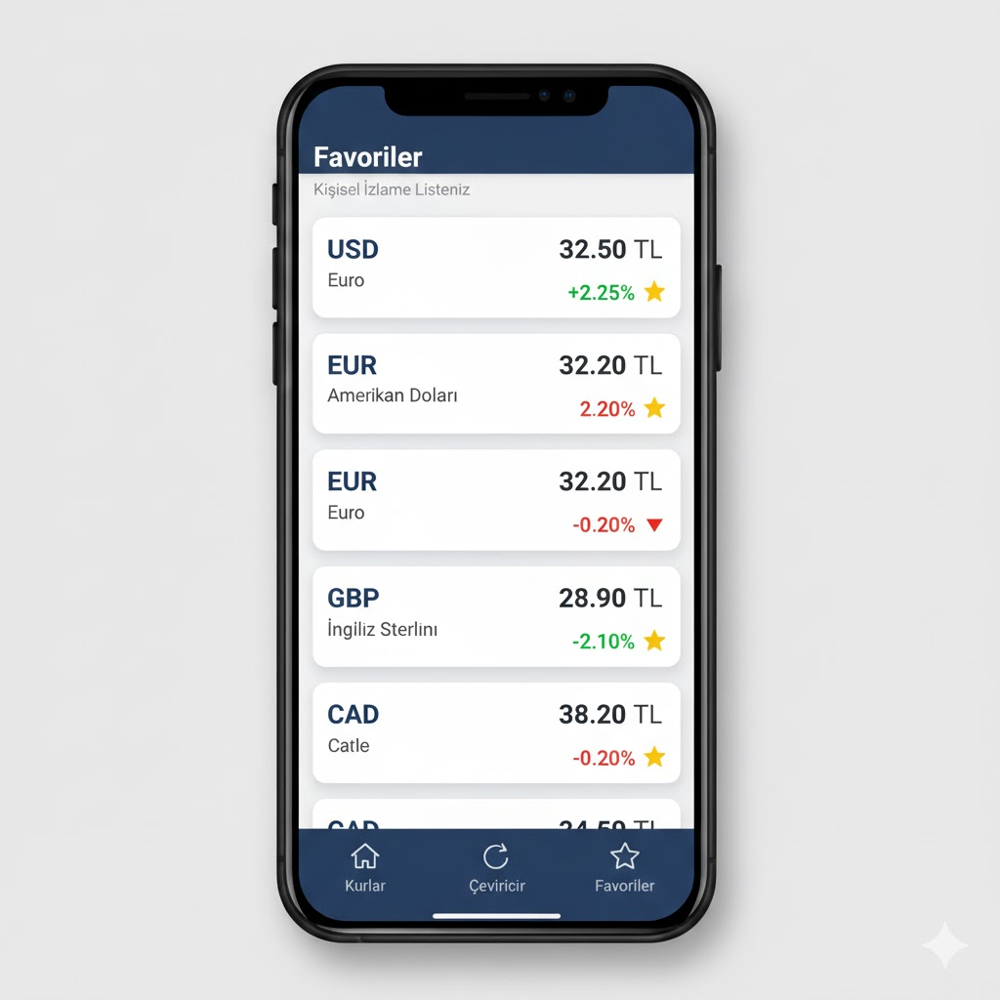 Favoriler
Kişisel İzlame Listeniz
USD 32.50 TL
Euro +2.25%
EUR 32.20 TL
Amerikan Doları 2.20%
EUR 32.20 TL
Euro -0.20%
GBP 28.90 TL
İngiliz Sterlını -2.10%
CAD 38.20 TL
Catle -0.20%
Kurlar Çeviricir Favoriler